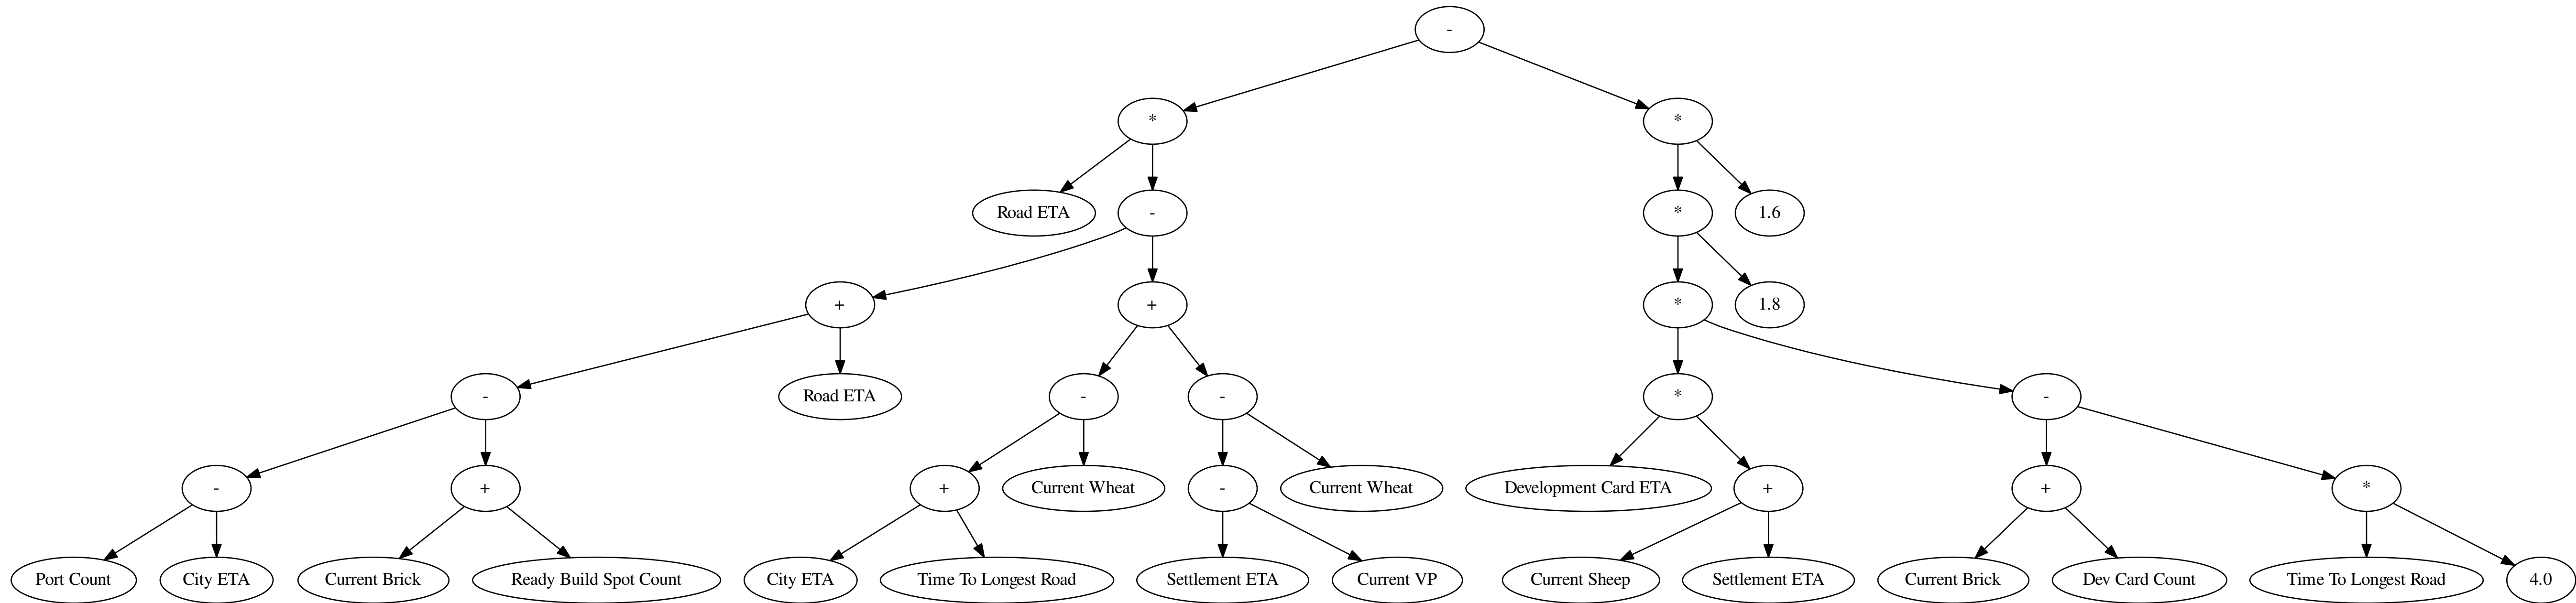 -
* *
Road ETA - * 1.6
+ + * 1.8
- Road ETA - - * -
- + + Current Wheat - Current Wheat Development Card ETA + + *
Port Count City ETA Current Brick Ready Build Spot Count City ETA Time To Longest Road Settlement ETA Current VP Current Sheep Settlement ETA Current Brick Dev Card Count Time To Longest Road 4.0